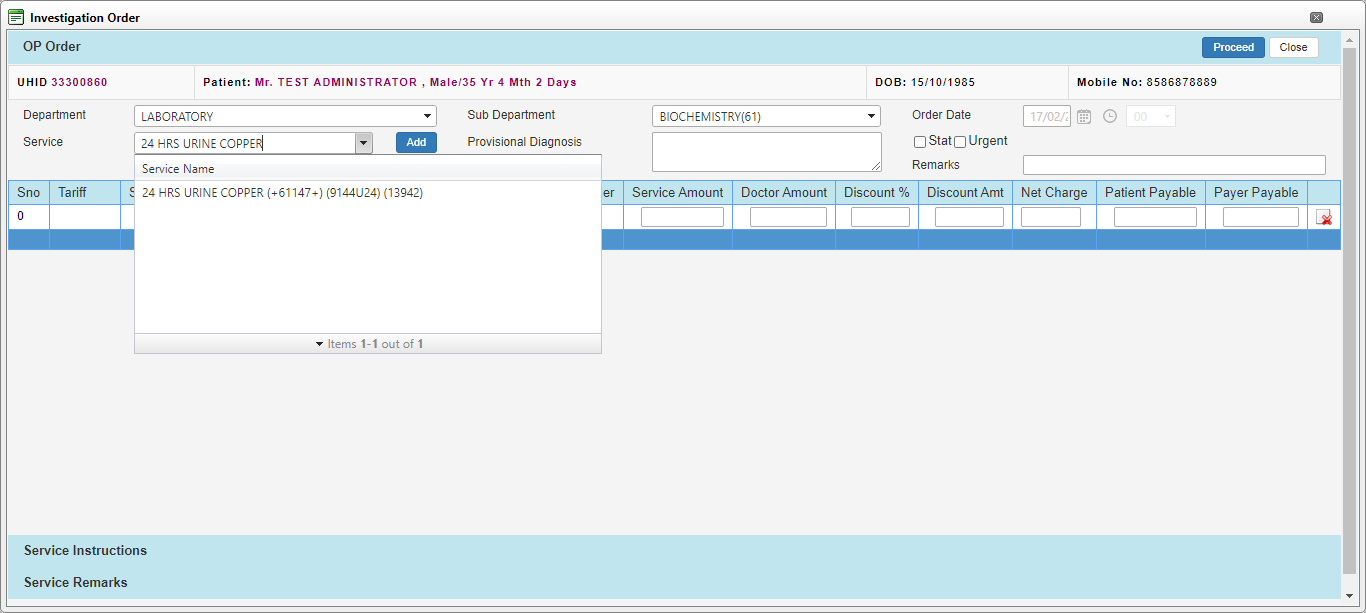 Investigation Order
OP Order
Proceed Close
UHID 33300860 Patient: Mr. TEST ADMINISTRATOR , Male/35 Yr 4 Mth 2 Days DOB: 15/10/1985 Mobile No: 8586878889
Department LABORATORY Sub Department BIOCHEMISTRY(61) Order Date 17/02/ 00
Service 24 HRS URINE COPPER Add Provisional Diagnosis Stat Urgent
Remarks
Service Name
24 HRS URINE COPPER (+61147+) (9144U24) (13942)
Items 1-1 out of 1
Sno Tariff S er Service Amount Doctor Amount Discount % Discount Amt Net Charge Patient Payable Payer Payable
0
Service Instructions
Service Remarks